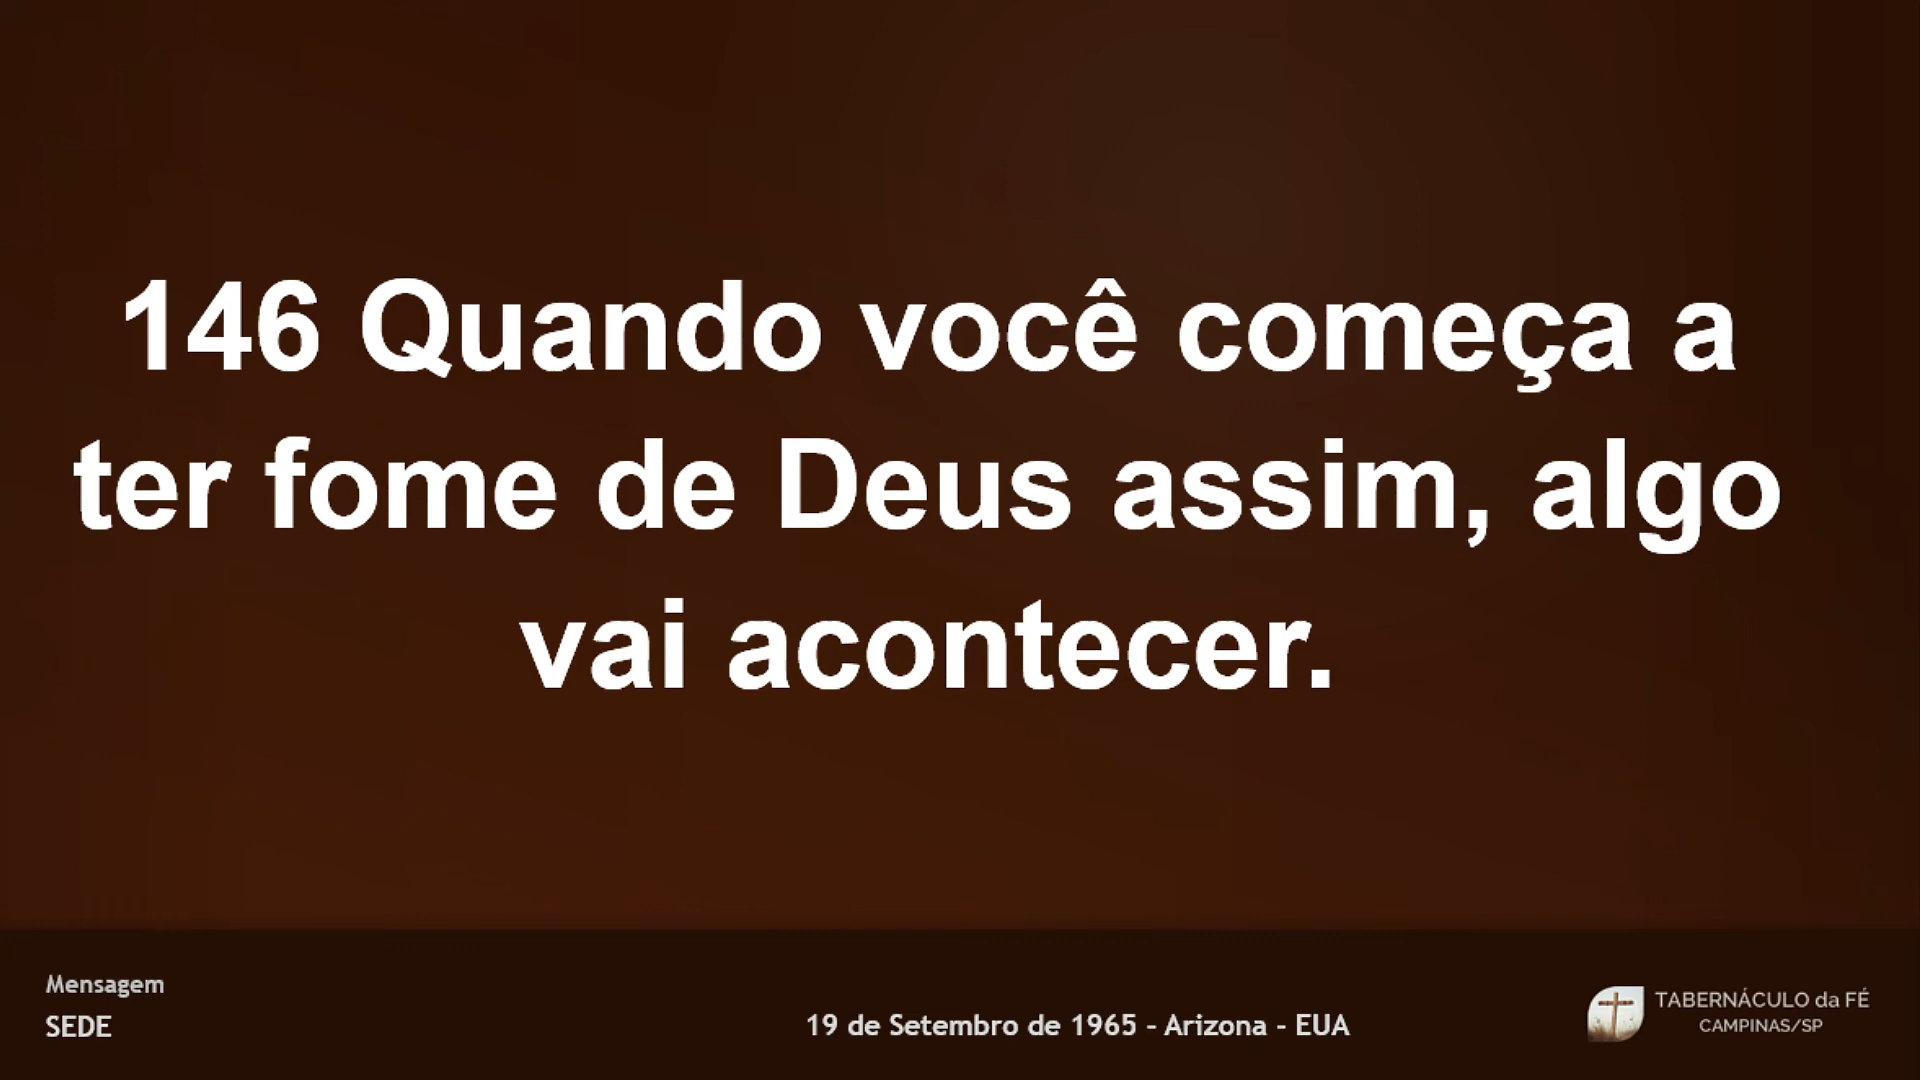 146 Quando você começa a
ter fome de Deus assim, algo
vai acontecer.
Mensagem
SEDE
19 de Setembro de 1965 - Arizona - EUA
TABERNÁCULO da FÉ
CAMPINAS/SP